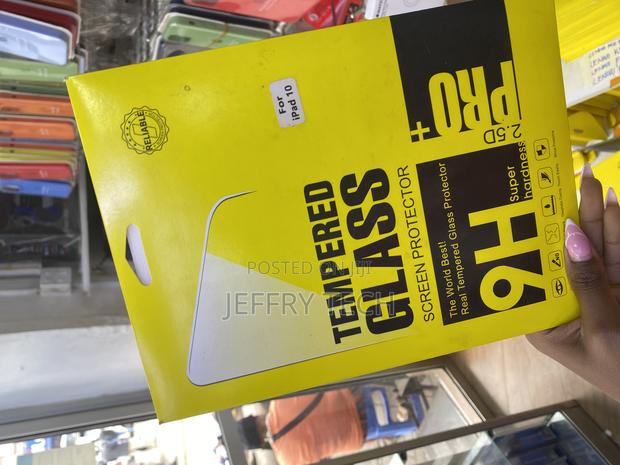 RELIABLE
For
iPad 10
TEMPERED
GLASS
SCREEN PROTECTOR
PRO+
2.5D
9H
Super
hardness
The World Best!
Real Tempered Glass Protector
POSTED ON JIJI
JEFFRY TECH